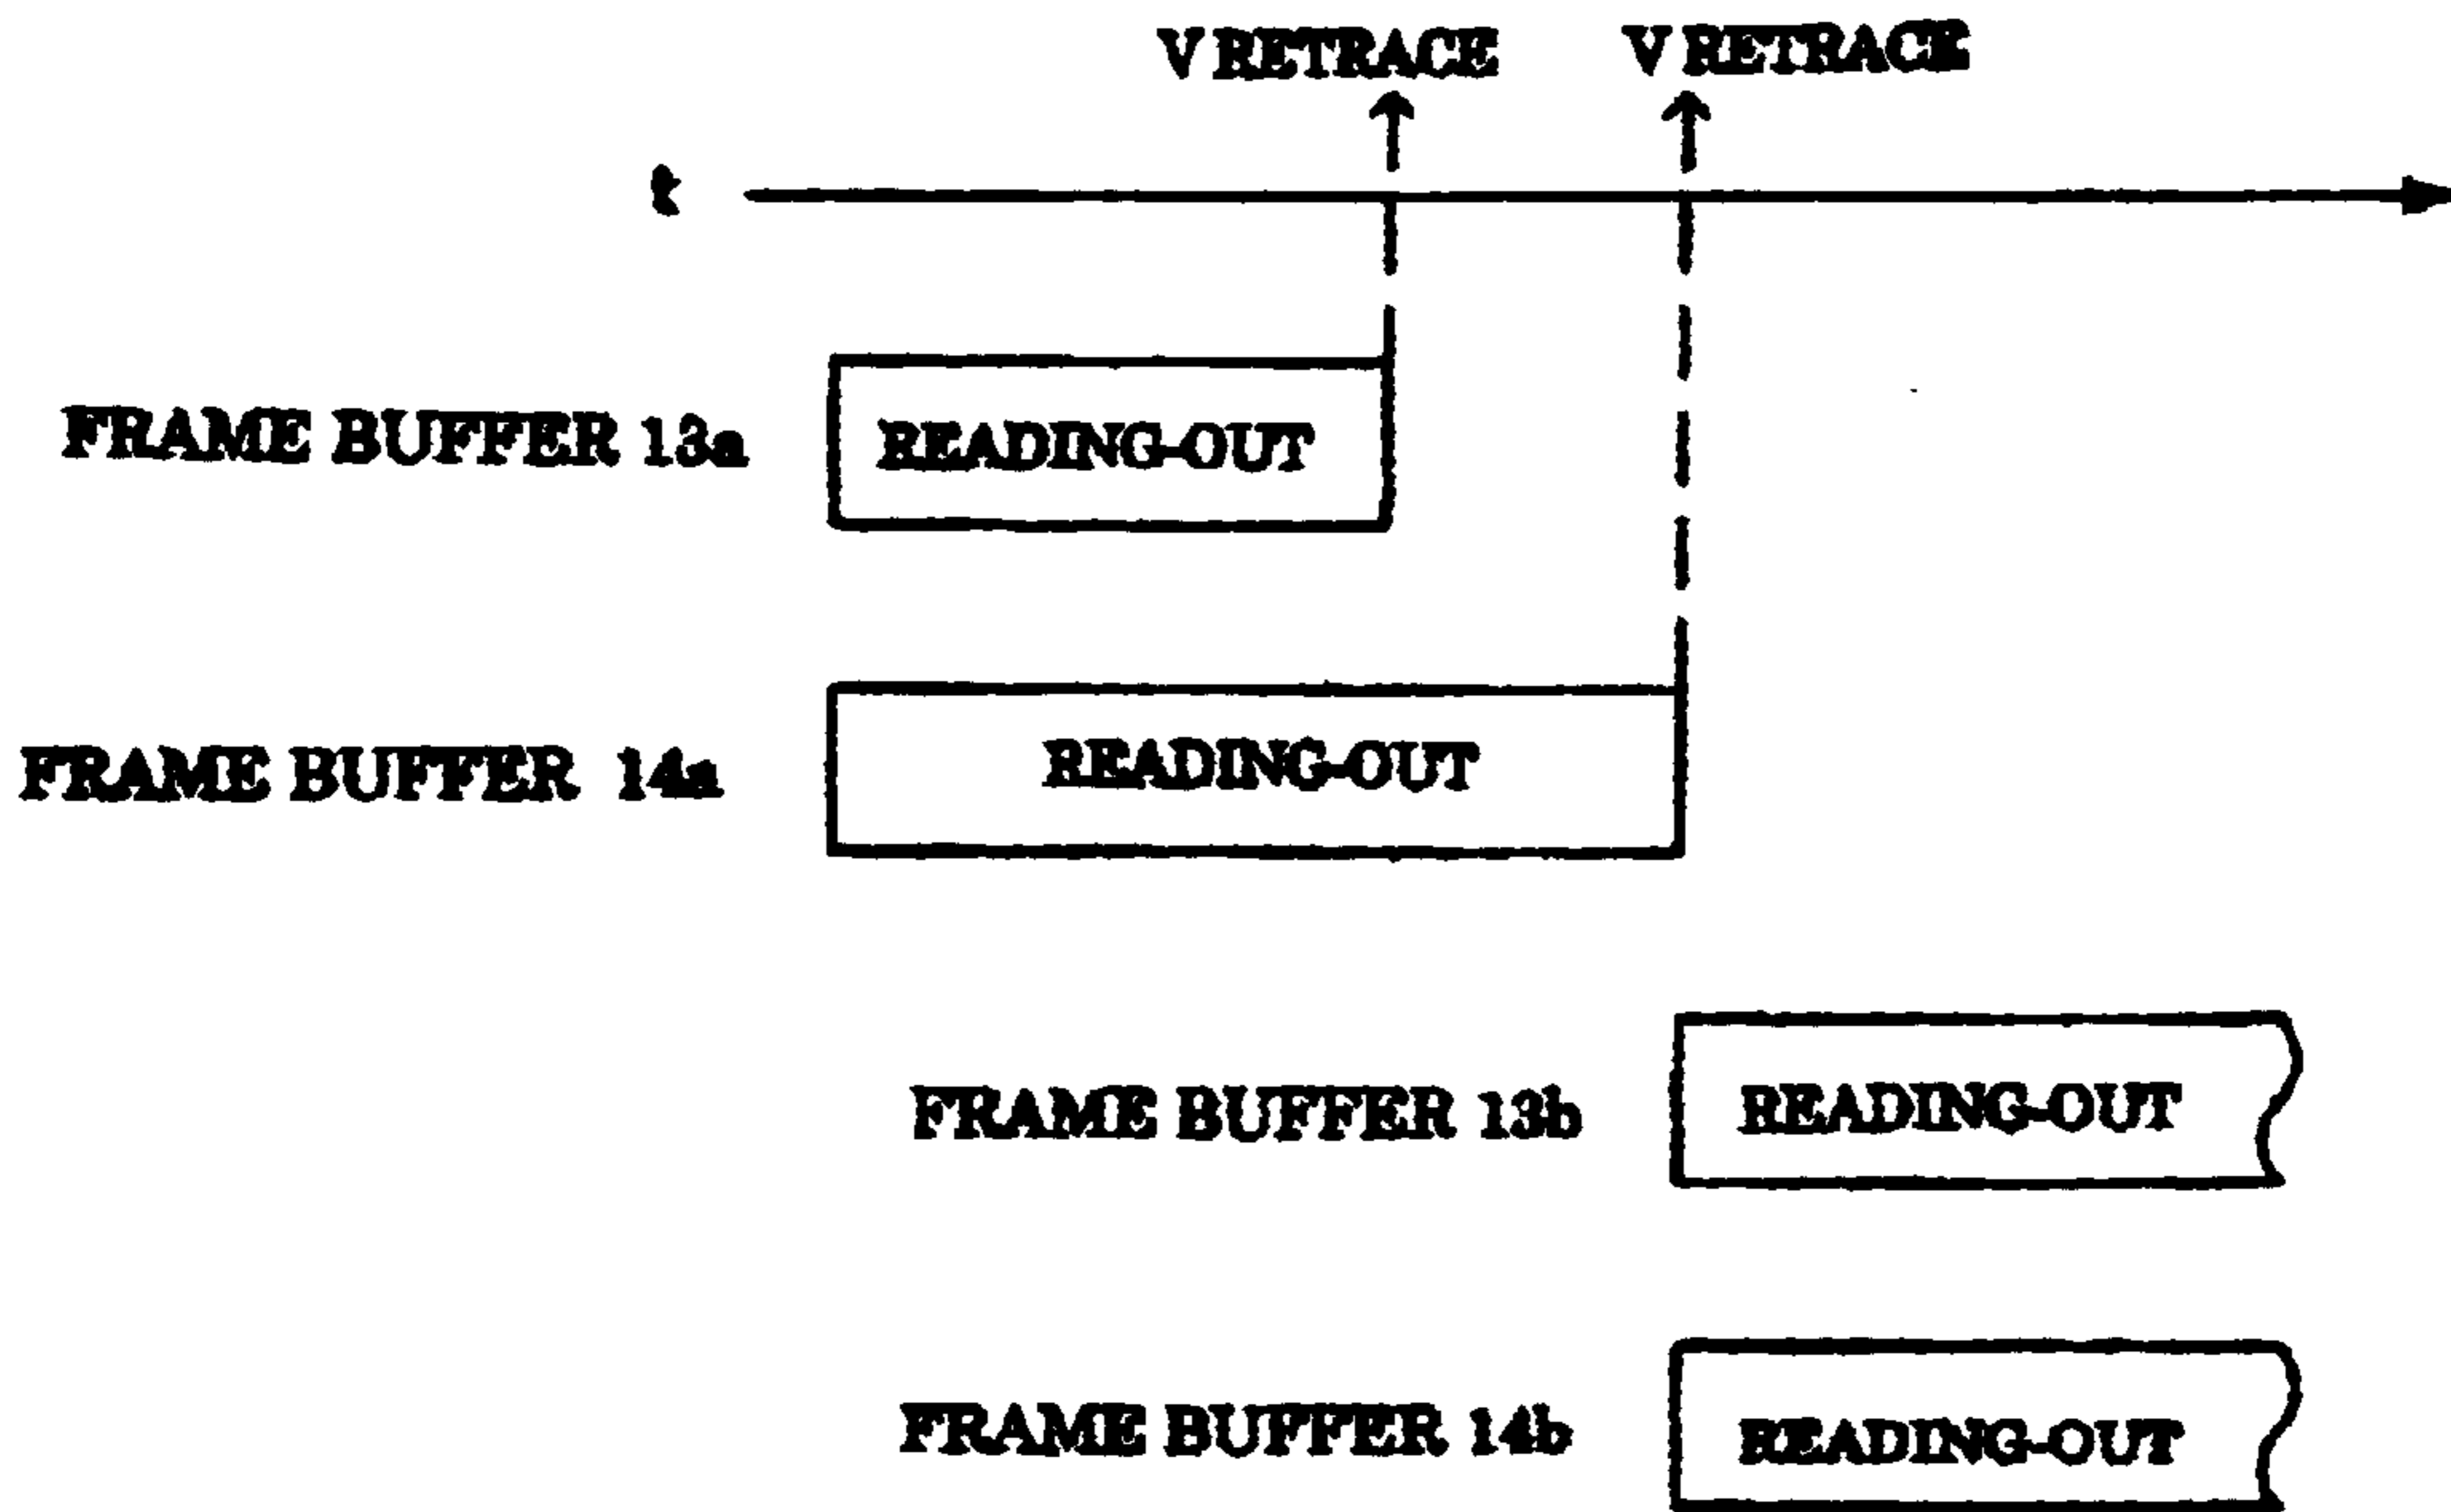 V RETRACE V RETRACE
t
FRAME BUFFER 13a READING-OUT
FRAME BUFFER 14a READING-OUT
FRAME BUFFER 13b READING-OUT
FRAME BUFFER 14b READING-OUT